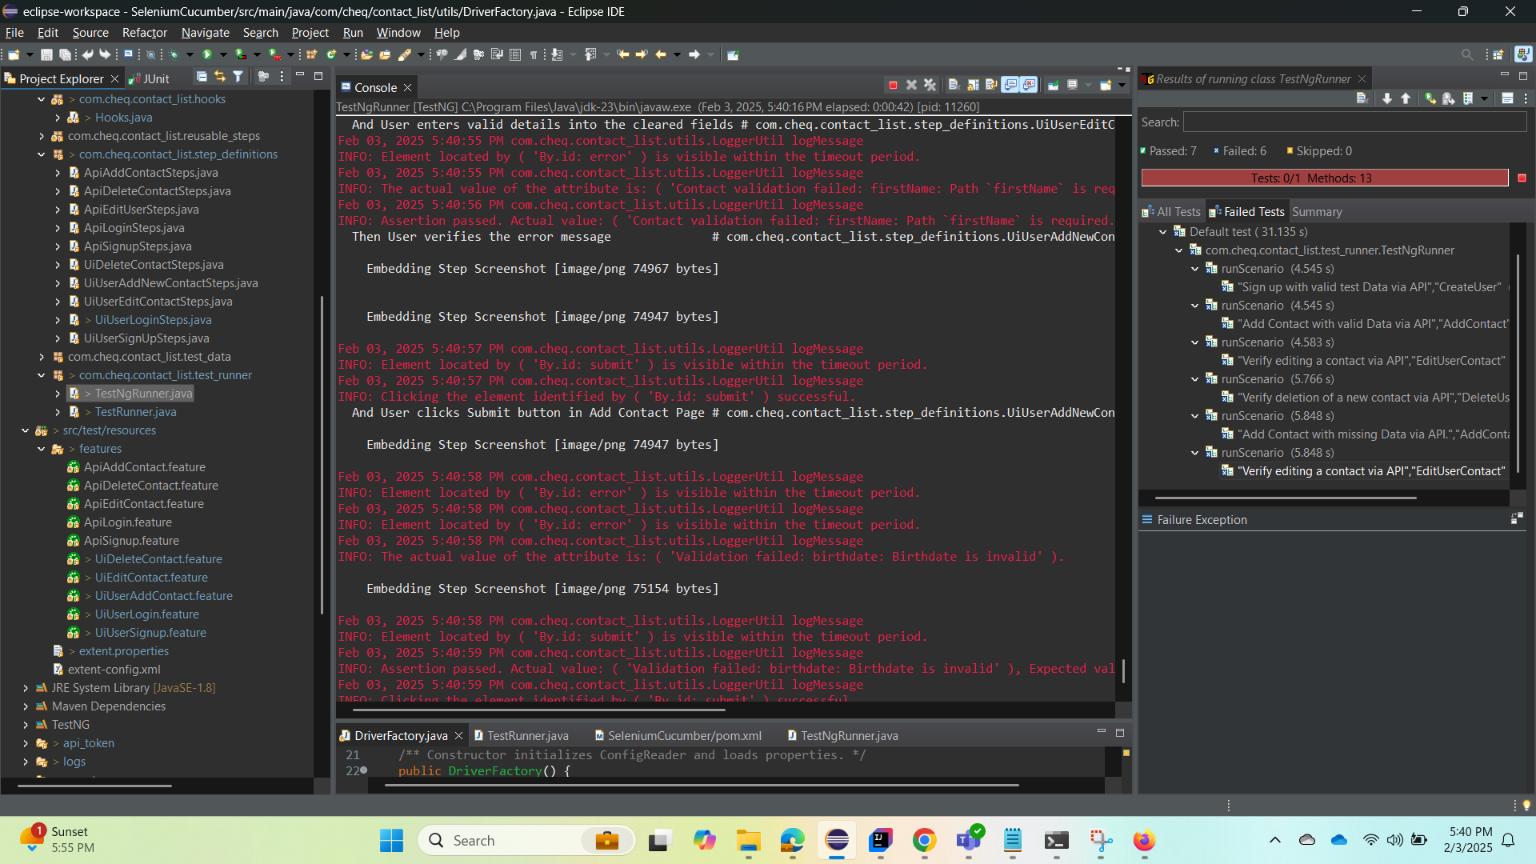 eclipse-workspace - SeleniumCucumber/src/main/java/com/cheq/contact_list/utils/DriverFactory.java - Eclipse IDE
File Edit Source Refactor Navigate Search Project Run Window Help
Project Explorer
JUnit
com.cheq.contact_list.hooks
> Hooks.java
com.cheq.contact_list.reusable_steps
> com.cheq.contact_list.step_definitions
ApiAddContactSteps.java
ApiDeleteContactSteps.java
ApiEditUserSteps.java
ApiLoginSteps.java
ApiSignupSteps.java
UiDeleteContactSteps.java
UiUserAddNewContactSteps.java
UiUserEditContactSteps.java
> UiUserLoginSteps.java
UiUserSignUpSteps.java
com.cheq.contact_list.test_data
> com.cheq.contact_list.test_runner
> TestNgRunner.java
> TestRunner.java
> src/test/resources
> features
ApiAddContact.feature
ApiDeleteContact.feature
ApiEditContact.feature
ApiLogin.feature
ApiSignup.feature
> UiDeleteContact.feature
> UiEditContact.feature
> UiUserAddContact.feature
> UiUserLogin.feature
> UiUserSignup.feature
> extent.properties
extent-config.xml
JRE System Library [JavaSE-1.8]
Maven Dependencies
TestNG
> api_token
> logs
Console
TestNgRunner [TestNG] C:\Program Files\Java\jdk-23\bin\javaw.exe (Feb 3, 2025, 5:40:16 PM elapsed: 0:00:42) [pid: 11260]
And User enters valid details into the cleared fields # com.cheq.contact_list.step_definitions.UiUserEditC
Feb 03, 2025 5:40:55 PM com.cheq.contact_list.utils.LoggerUtil logMessage
INFO: Element located by ( 'By.id: error' ) is visible within the timeout period.
Feb 03, 2025 5:40:55 PM com.cheq.contact_list.utils.LoggerUtil logMessage
INFO: The actual value of the attribute is: ( 'Contact validation failed: firstName: Path `firstName` is req
Feb 03, 2025 5:40:56 PM com.cheq.contact_list.utils.LoggerUtil logMessage
INFO: Assertion passed. Actual value: ( 'Contact validation failed: firstName: Path `firstName` is required.
Then User verifies the error message # com.cheq.contact_list.step_definitions.UiUserAddNewCon
Embedding Step Screenshot [image/png 74967 bytes]
Embedding Step Screenshot [image/png 74947 bytes]
Feb 03, 2025 5:40:57 PM com.cheq.contact_list.utils.LoggerUtil logMessage
INFO: Element located by ( 'By.id: submit' ) is visible within the timeout period.
Feb 03, 2025 5:40:57 PM com.cheq.contact_list.utils.LoggerUtil logMessage
INFO: Clicking the element identified by ( 'By.id: submit' ) successful.
And User clicks Submit button in Add Contact Page # com.cheq.contact_list.step_definitions.UiUserAddNewCon
Embedding Step Screenshot [image/png 74947 bytes]
Feb 03, 2025 5:40:58 PM com.cheq.contact_list.utils.LoggerUtil logMessage
INFO: Element located by ( 'By.id: error' ) is visible within the timeout period.
Feb 03, 2025 5:40:58 PM com.cheq.contact_list.utils.LoggerUtil logMessage
INFO: Element located by ( 'By.id: error' ) is visible within the timeout period.
Feb 03, 2025 5:40:58 PM com.cheq.contact_list.utils.LoggerUtil logMessage
INFO: The actual value of the attribute is: ( 'Validation failed: birthdate: Birthdate is invalid' ).
Embedding Step Screenshot [image/png 75154 bytes]
Feb 03, 2025 5:40:58 PM com.cheq.contact_list.utils.LoggerUtil logMessage
INFO: Element located by ( 'By.id: submit' ) is visible within the timeout period.
Feb 03, 2025 5:40:59 PM com.cheq.contact_list.utils.LoggerUtil logMessage
INFO: Assertion passed. Actual value: ( 'Validation failed: birthdate: Birthdate is invalid' ), Expected val
Feb 03, 2025 5:40:59 PM com.cheq.contact_list.utils.LoggerUtil logMessage
INFO: Clicking the element identified by ( 'By.id: submit' ) successful.
DriverFactory.java TestRunner.java SeleniumCucumber/pom.xml TestNgRunner.java
21 /** Constructor initializes ConfigReader and loads properties. */
22 public DriverFactory() {
Results of running class TestNgRunner
Search:
Passed: 7 Failed: 6 Skipped: 0
Tests: 0/1 Methods: 13
All Tests Failed Tests Summary
Default test ( 31.135 s)
com.cheq.contact_list.test_runner.TestNgRunner
runScenario (4.545 s)
"Sign up with valid test Data via API","CreateUser"
runScenario (4.545 s)
"Add Contact with valid Data via API","AddContact"
runScenario (4.583 s)
"Verify editing a contact via API","EditUserContact"
runScenario (5.766 s)
"Verify deletion of a new contact via API","DeleteUs
runScenario (5.848 s)
"Add Contact with missing Data via API.","AddConta
runScenario (5.848 s)
"Verify editing a contact via API","EditUserContact"
Failure Exception
1
Sunset
5:55 PM
Search
5:40 PM
2/3/2025